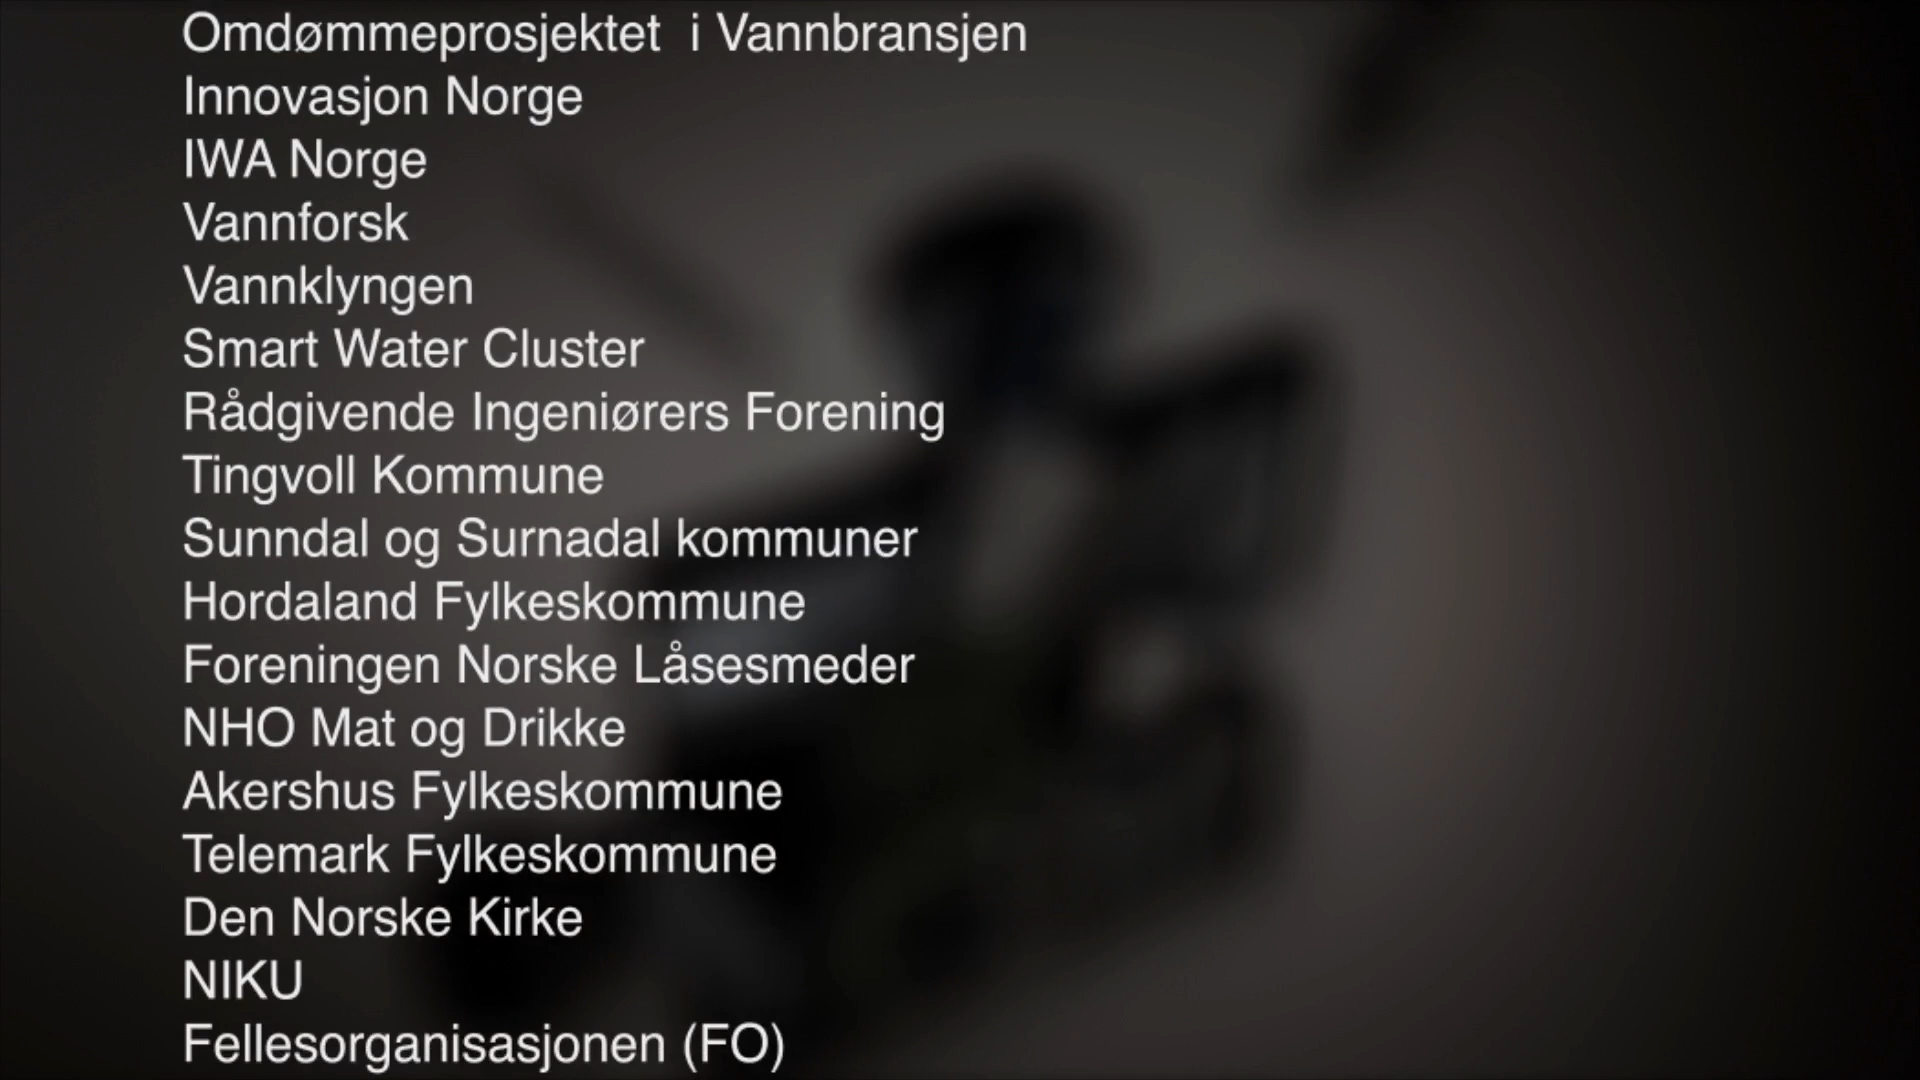 Omdømmeprosjektet  i Vannbransjen
Innovasjon Norge
IWA Norge
Vannforsk
Vannklyngen
Smart Water Cluster
Rådgivende Ingeniørers Forening
Tingvoll Kommune
Sunndal og Surnadal kommuner
Hordaland Fylkeskommune
Foreningen Norske Låsesmeder
NHO Mat og Drikke
Akershus Fylkeskommune
Telemark Fylkeskommune
Den Norske Kirke
NIKU
Fellesorganisasjonen (FO)